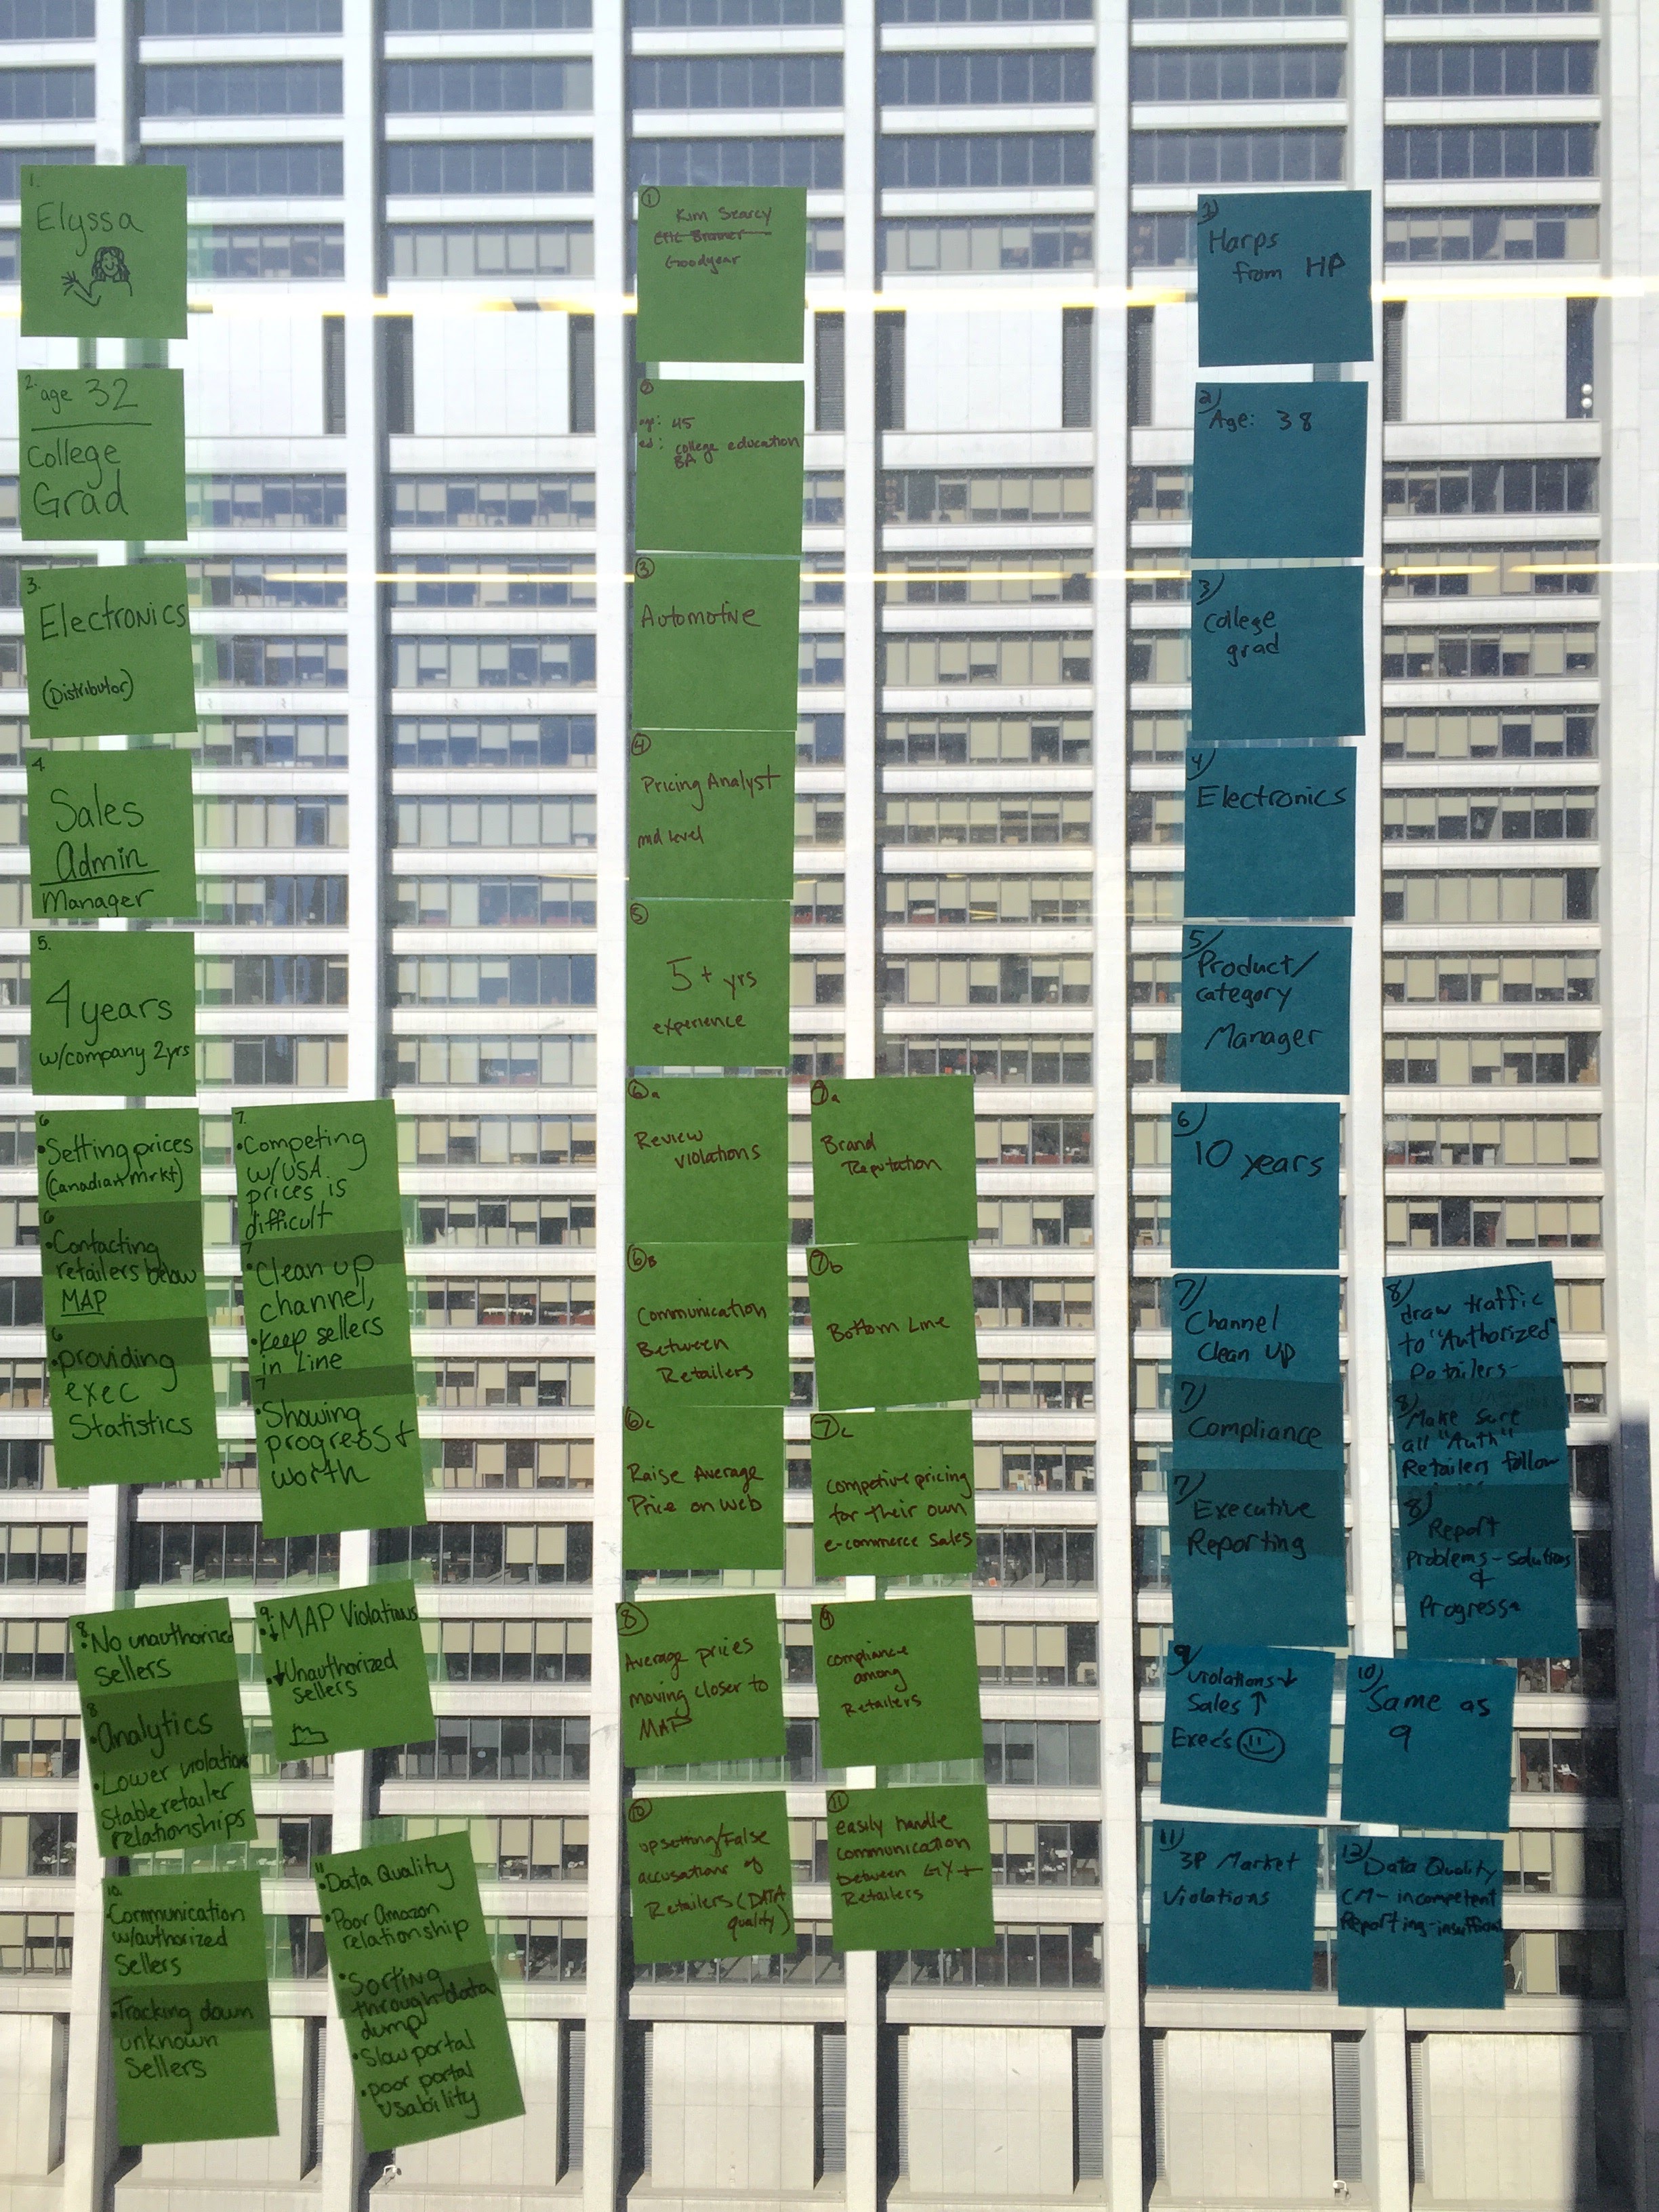 1.
Elyssa
2.
age 32
College
Grad
3.
Electronics
(Distributor)
4.
Sales
Admin
Manager
5.
4 years
w/company 2yrs
6
•Setting prices
(Canadian Mrkt)
6
•Contacting
retailers below
MAP
6
•providing
exec
Statistics
7.
•Competing
w/USA
prices is
difficult
7
•Clean up
channel,
•Keep sellers
in Line
7
•Showing
progress +
worth
8
•No unauthorized
sellers
8
•Analytics
•Lower violations
Stable retailer
relationships
9.
•↓MAP Violations
•↓Unauthorized
sellers
10.
•Communication
w/authorized
Sellers
•Tracking down
unknown
Sellers
11
•Data Quality
•Poor Amazon
relationship
•Sorting
through data
dump
•Slow portal
•poor portal
usability
1
Kim Searcy
Goodyear
2
age: 45
ed: college education
BA
3
Automotive
4
Pricing Analyst
mid level
5
5+ yrs
experience
6a
Review
violations
6B
Communication
Between
Retailers
6c
Raise Average
Price on web
7a
Brand
Reputation
7b
Bottom Line
7c
competive pricing
for their own
e-commerce sales
8
Average prices
moving closer to
MAP
9
compliance
among
Retailers
10
upsetting/False
accusations of
Retailers (DATA
quality)
11
easily handle
communication
between GY +
Retailers
1)
Harps
from HP
2)
Age: 38
3)
College
grad
4)
Electronics
5)
Product/
category
Manager
6)
10 years
7)
Channel
Clean Up
7)
Compliance
7)
Executive
Reporting
8)
draw traffic
to "Authorized"
Retailers-
8)
Make sure
all "Auth"
Retailers follow
8)
Report
problems-solutions
+
Progress
9
Violations↓
Sales ↑
Exec's
10)
Same as
9
11)
3P Market
Violations
12)
Data Quality
CM-incompetent
Reporting-insufficient